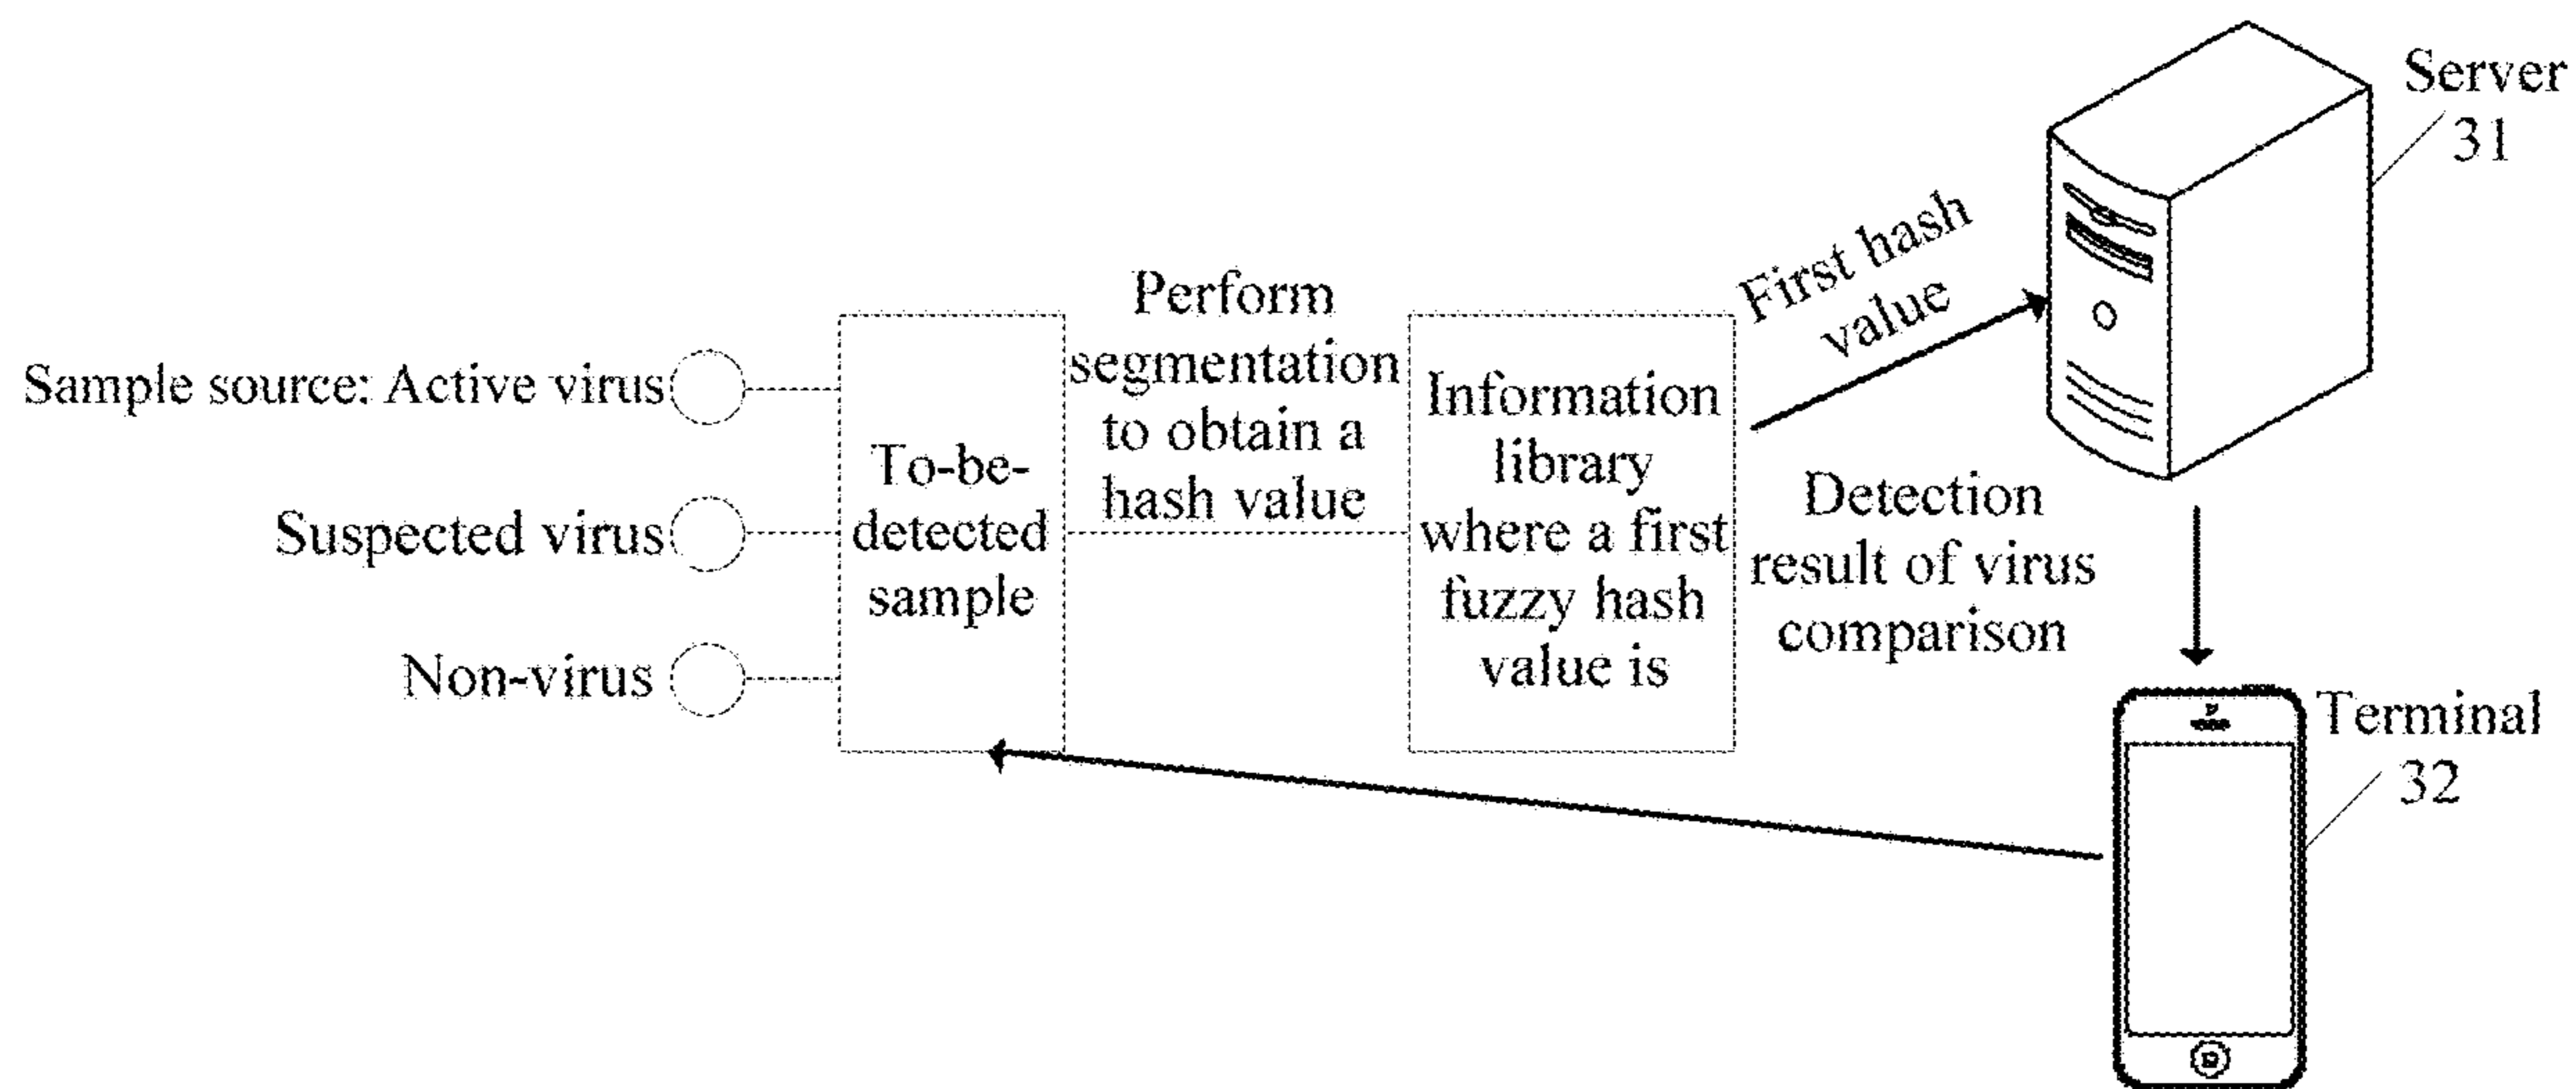 Sample source: Active virus
Suspected virus
Non-virus
To-be-
detected
sample
Perform
segmentation
to obtain a
hash value
Information
library
where a first
fuzzy hash
value is
First hash
value
Server
31
Detection
result of virus
comparison
Terminal
32